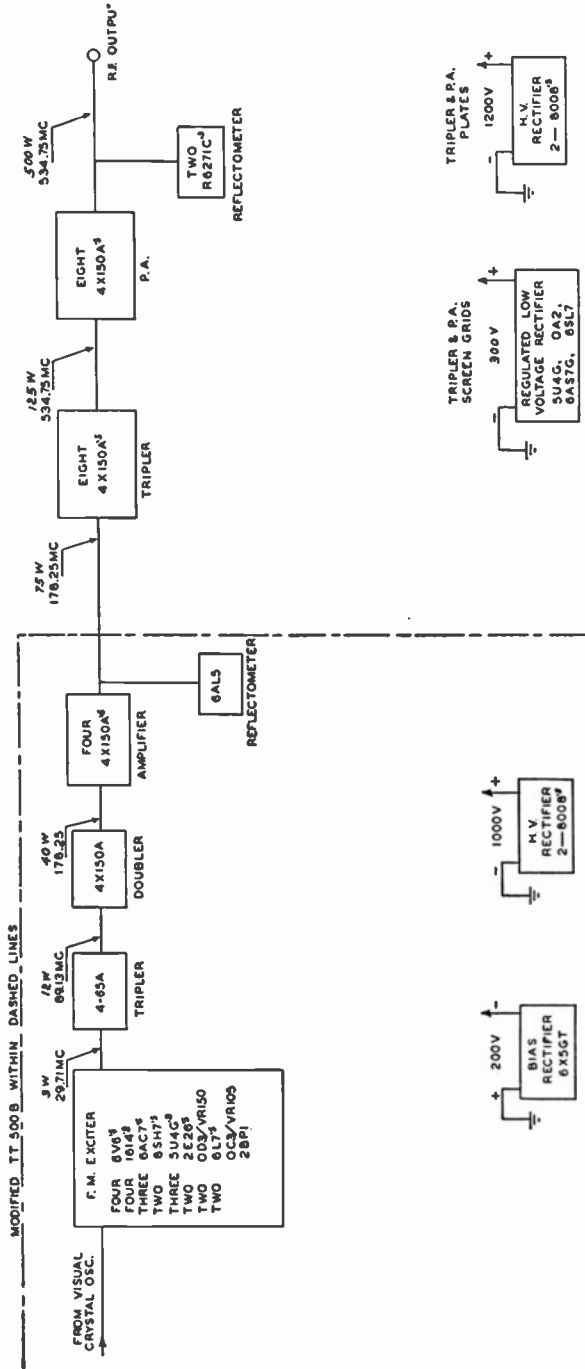 MODIFIED TT 500B WITHIN DASHED LINES
FROM VISUAL
CRYSTAL OSC.
F. M. EXCITER
FOUR 6V6'S
FOUR 1614'S
THREE 6AC7'S
TWO 6SH7'S
THREE 5U4G'S
TWO 2E26'S
TWO OD3/VR150
TWO 6L7'S
OC3/VR105
2BP1
3W
29.71MC
4-65A
TRIPLER
12W
89.13MC
4X150A
DOUBLER
40W
178.25
FOUR
4X150A'S
AMPLIFIER
6AL5
REFLECTOMETER
75W
178.25MC
EIGHT
4X150A'S
TRIPLER
125W
534.75MC
EIGHT
4X150A'S
P.A.
500W
534.75MC
TWO
R6271C'S
REFLECTOMETER
R.F. OUTPUT
200V
+ -
BIAS
RECTIFIER
6X5GT
1000V
- +
H.V.
RECTIFIER
2—8008'S
TRIPLER & P.A.
SCREEN GRIDS
300V
- +
REGULATED LOW
VOLTAGE RECTIFIER
5U4G, OA2,
6AS7G, 6SL7
TRIPLER & P.A.
PLATES
1200V
- +
H.V.
RECTIFIER
2—8008'S